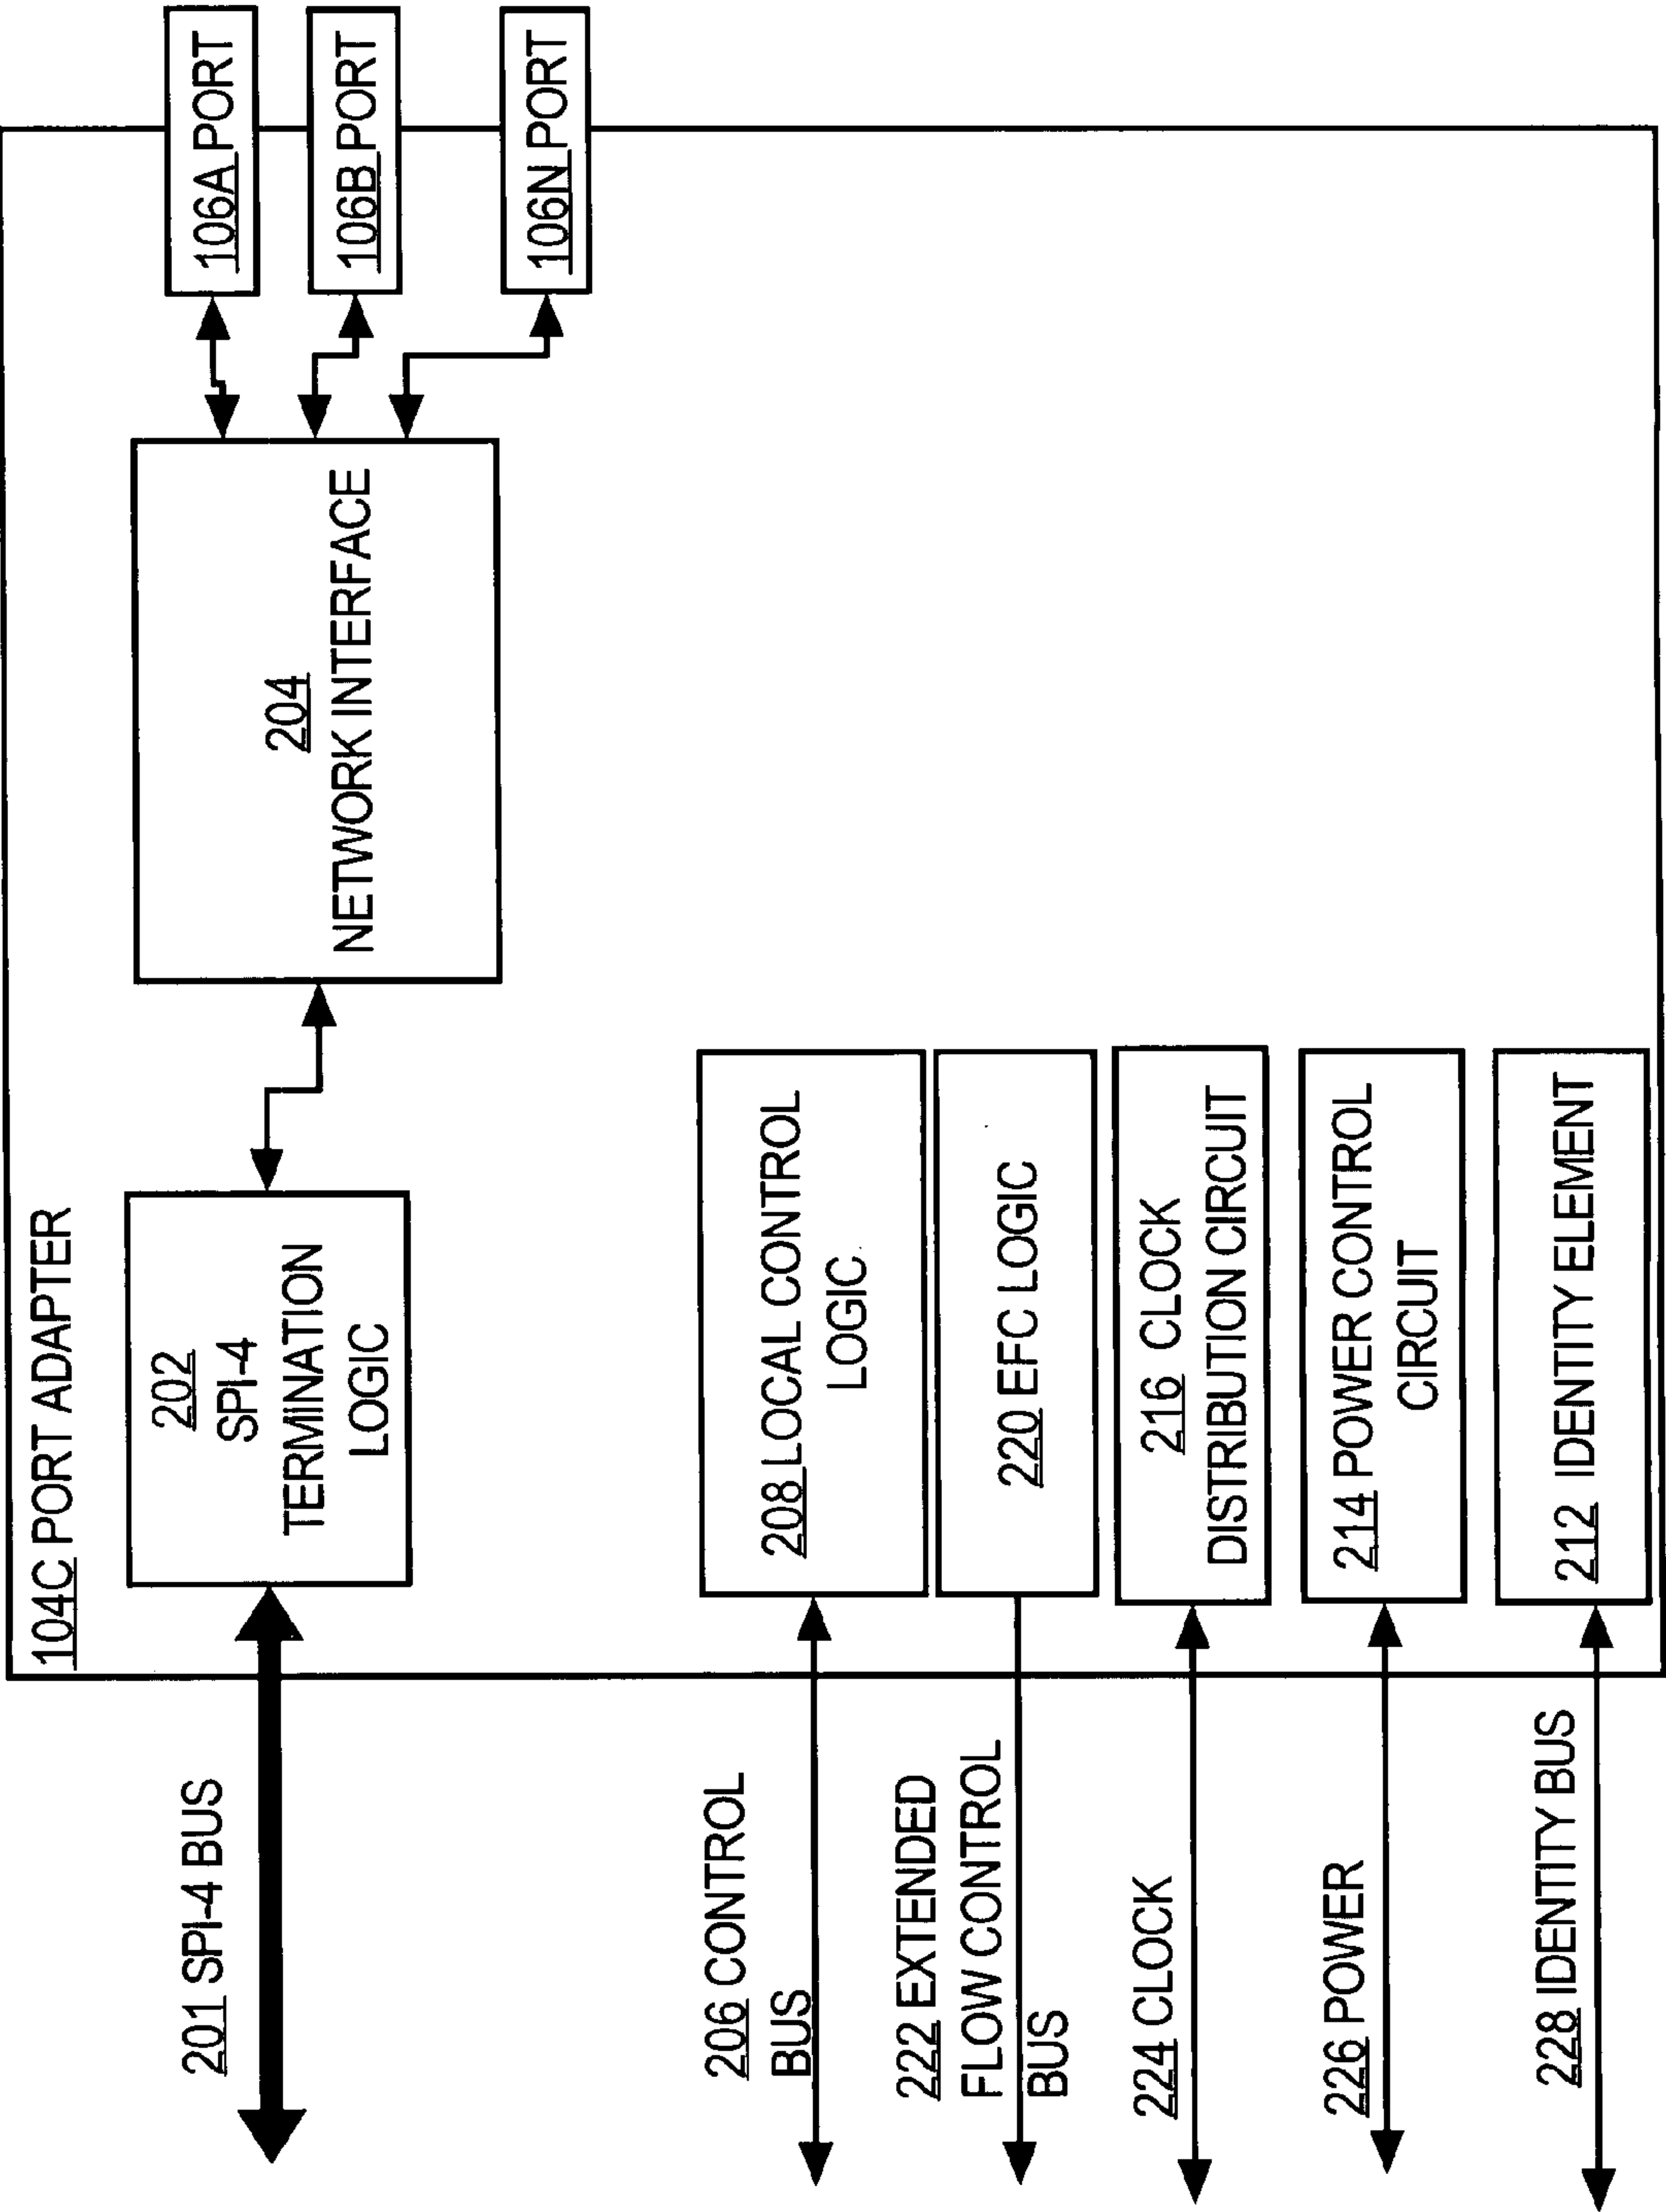 104C PORT ADAPTER
201 SPI-4 BUS
202
SPI-4
TERMINATION
LOGIC
204
NETWORK INTERFACE
106A PORT
106B PORT
106N PORT
206 CONTROL
BUS
208 LOCAL CONTROL
LOGIC
222 EXTENDED
FLOW CONTROL
BUS
220 EFC LOGIC
224 CLOCK
216 CLOCK
DISTRIBUTION CIRCUIT
226 POWER
214 POWER CONTROL
CIRCUIT
228 IDENTITY BUS
212 IDENTITY ELEMENT